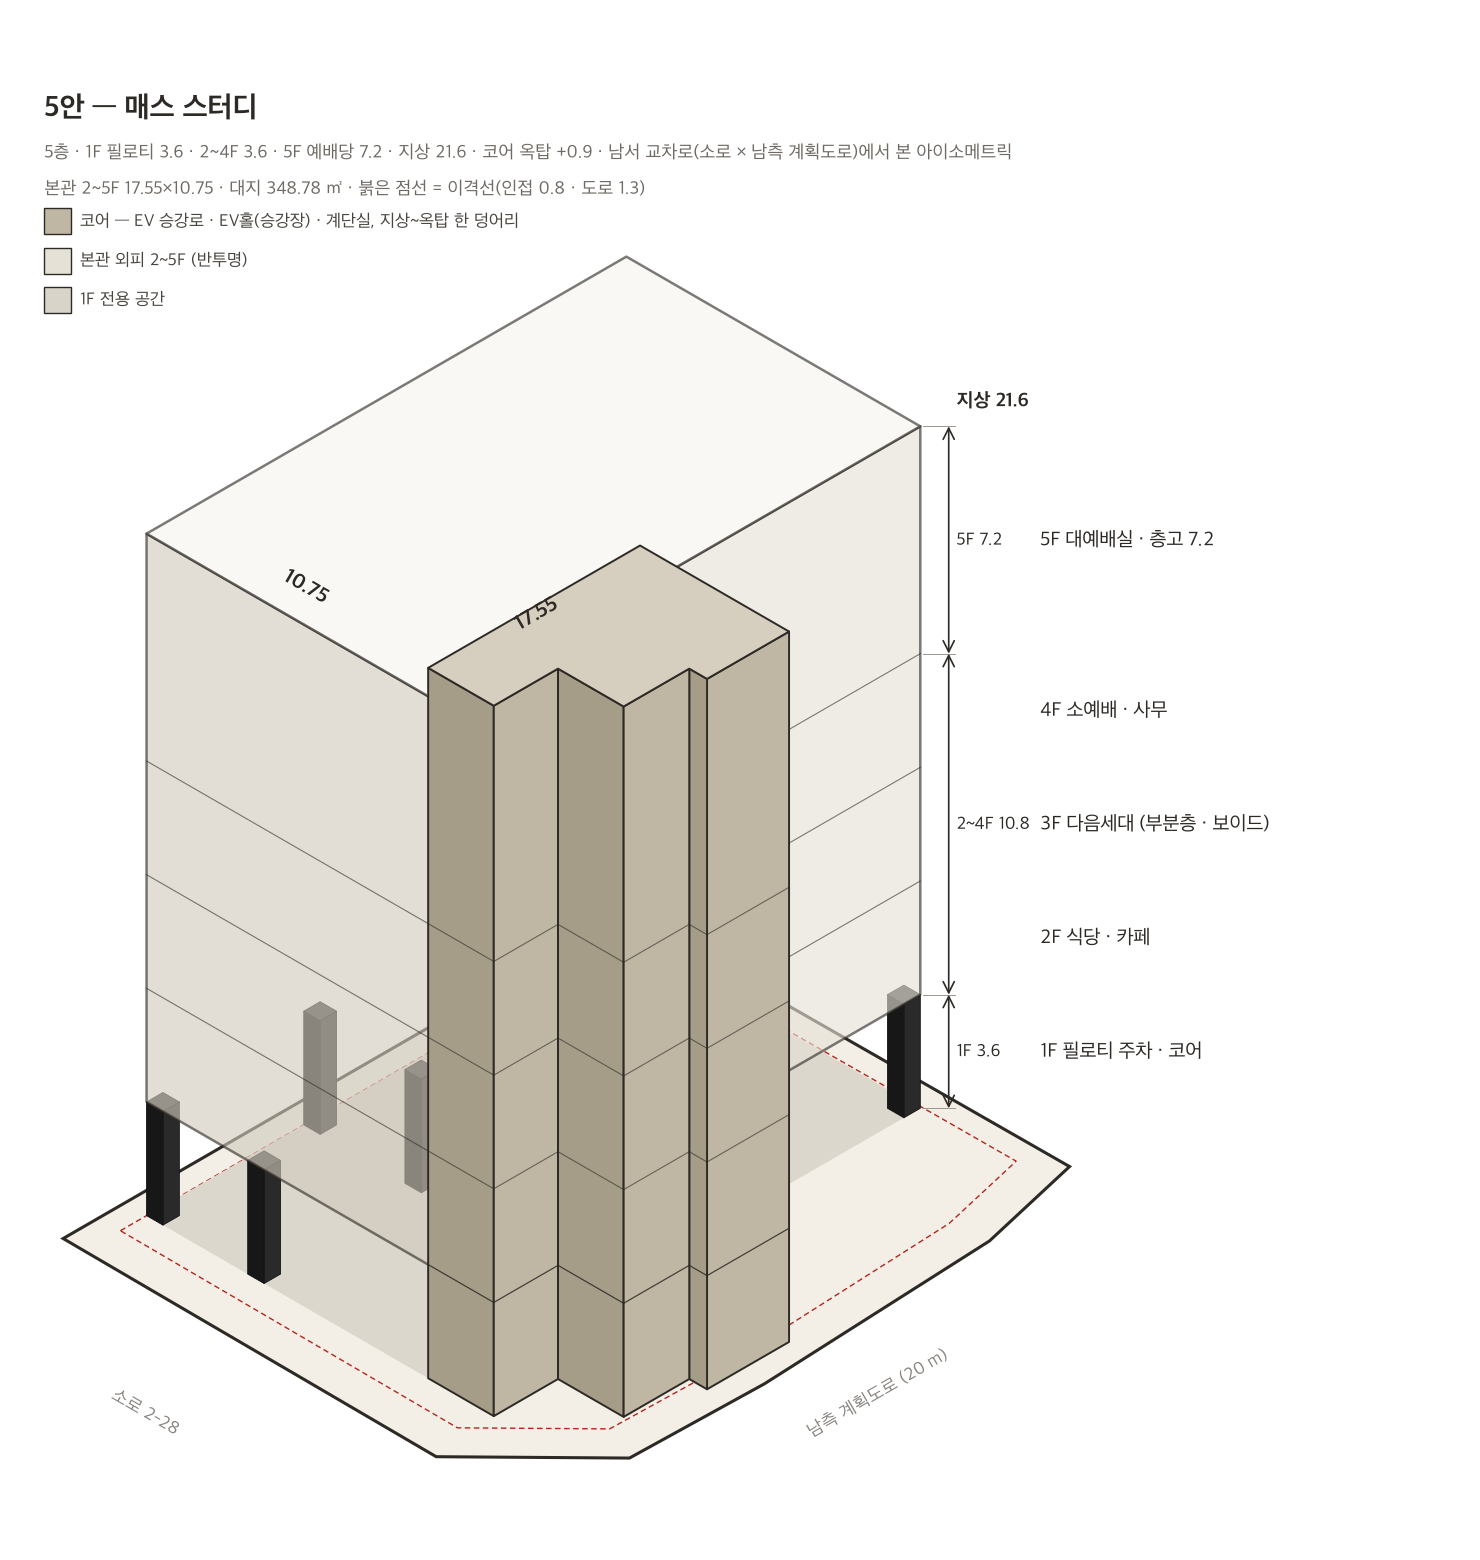 5안 — 매스 스터디
5층 · 1F 필로티 3.6 · 2~4F 3.6 · 5F 예배당 7.2 · 지상 21.6 · 코어 옥탑 +0.9 · 남서 교차로(소로 × 남측 계획도로)에서 본 아이소메트릭
본관 2~5F 17.55×10.75 · 대지 348.78 ㎡ · 붉은 점선 = 이격선(인접 0.8 · 도로 1.3)
코어 — EV 승강로 · EV홀(승강장) · 계단실, 지상~옥탑 한 덩어리
본관 외피 2~5F (반투명)
1F 전용 공간
지상 21.6
5F 7.2
5F 대예배실 · 층고 7.2
10.75
17.55
4F 소예배 · 사무
2~4F 10.8
3F 다음세대 (부분층 · 보이드)
2F 식당 · 카페
1F 3.6
1F 필로티 주차 · 코어
소로 2-28
남측 계획도로 (20 m)